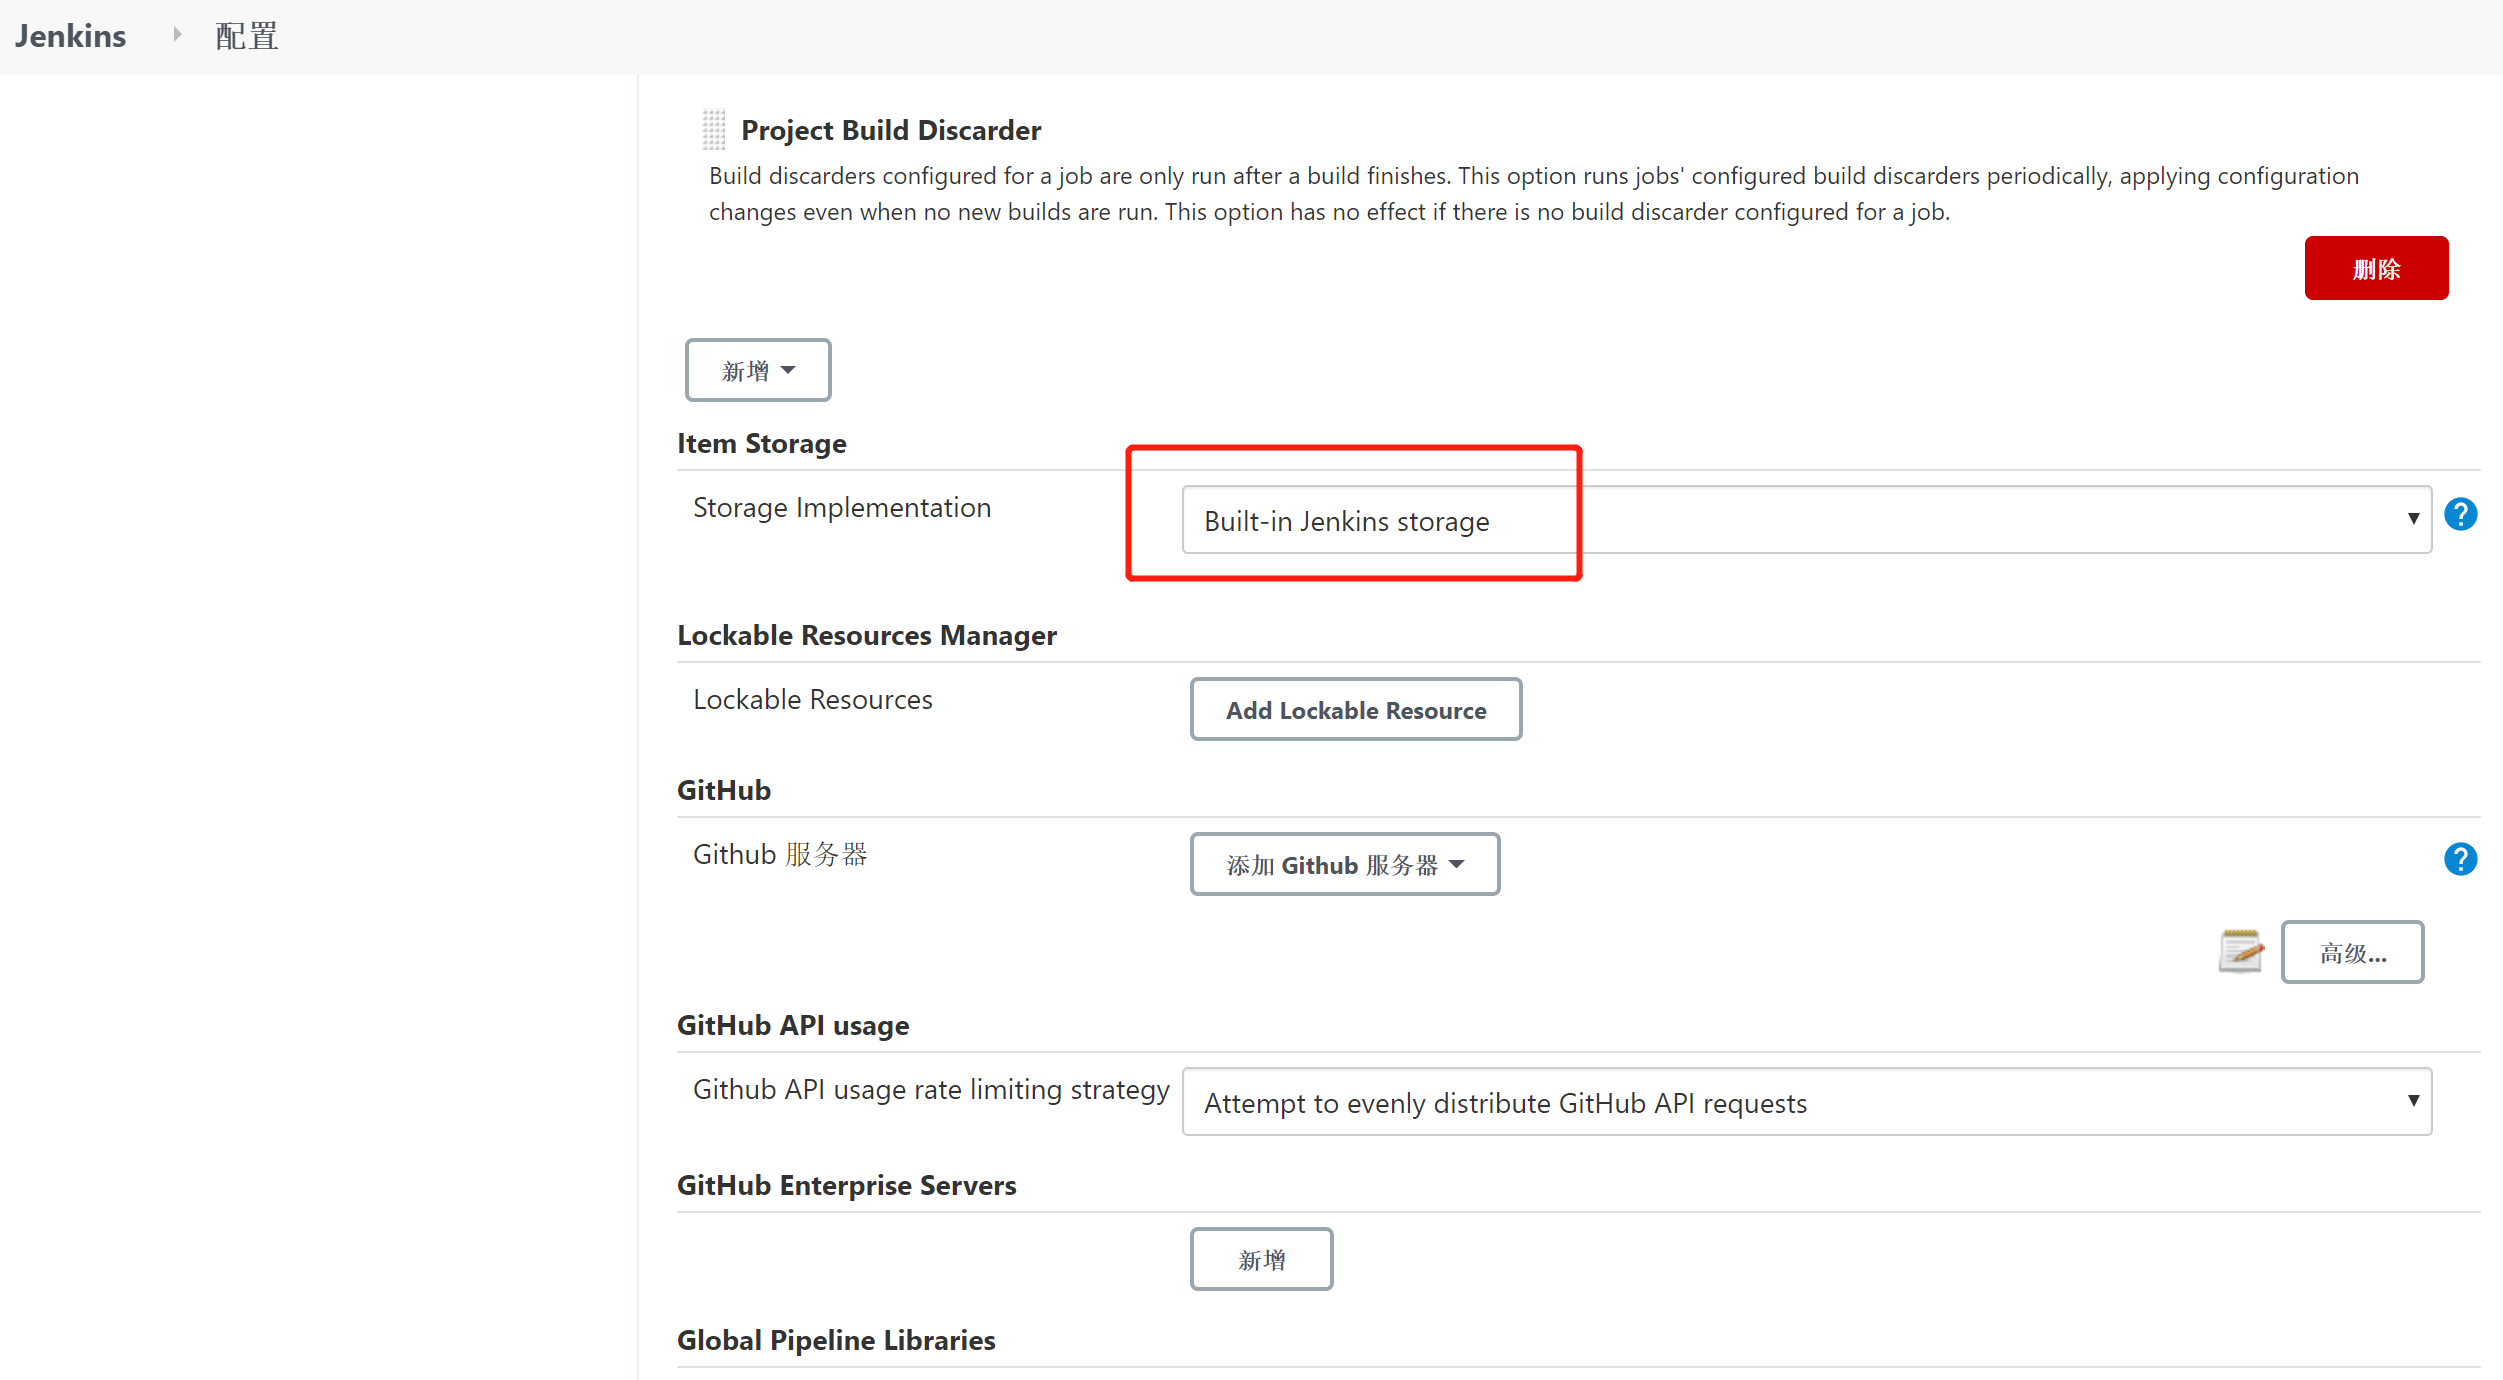 Jenkins 配置
Project Build Discarder
Build discarders configured for a job are only run after a build finishes. This option runs jobs' configured build discarders periodically, applying configuration
changes even when no new builds are run. This option has no effect if there is no build discarder configured for a job.
删除
新增
Item Storage
Storage Implementation
Built-in Jenkins storage
Lockable Resources Manager
Lockable Resources
Add Lockable Resource
GitHub
Github 服务器
添加 Github 服务器
高级...
GitHub API usage
Github API usage rate limiting strategy
Attempt to evenly distribute GitHub API requests
GitHub Enterprise Servers
新增
Global Pipeline Libraries